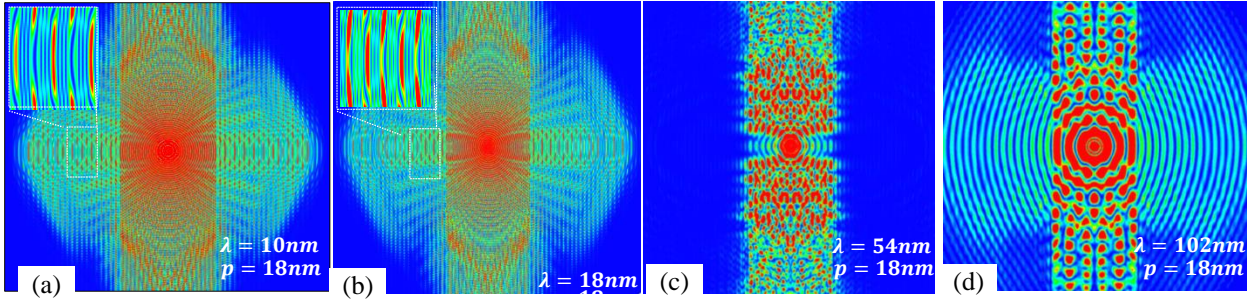 λ = 10nm
p = 18nm
(a)
λ = 18nm
(b)
λ = 54nm
p = 18nm
(c)
λ = 102nm
p = 18nm
(d)